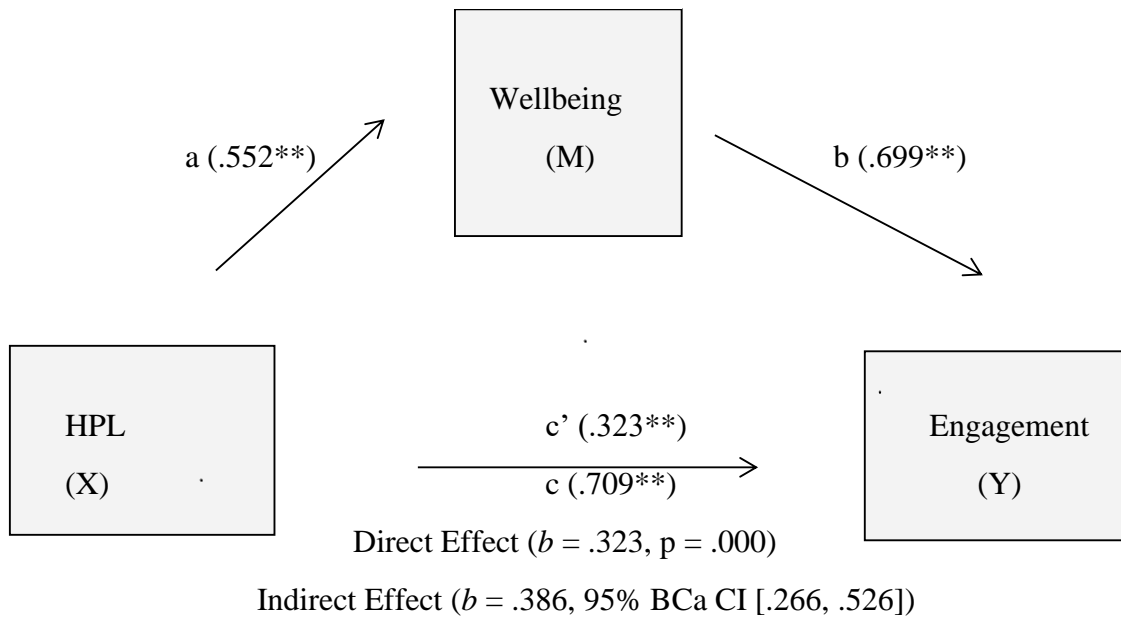 Wellbeing
(M)
a (.552**)
b (.699**)
HPL
(X)
c’ (.323**)
c (.709**)
Engagement
(Y)
Direct Effect (b = .323, p = .000)
Indirect Effect (b = .386, 95% BCa CI [.266, .526])